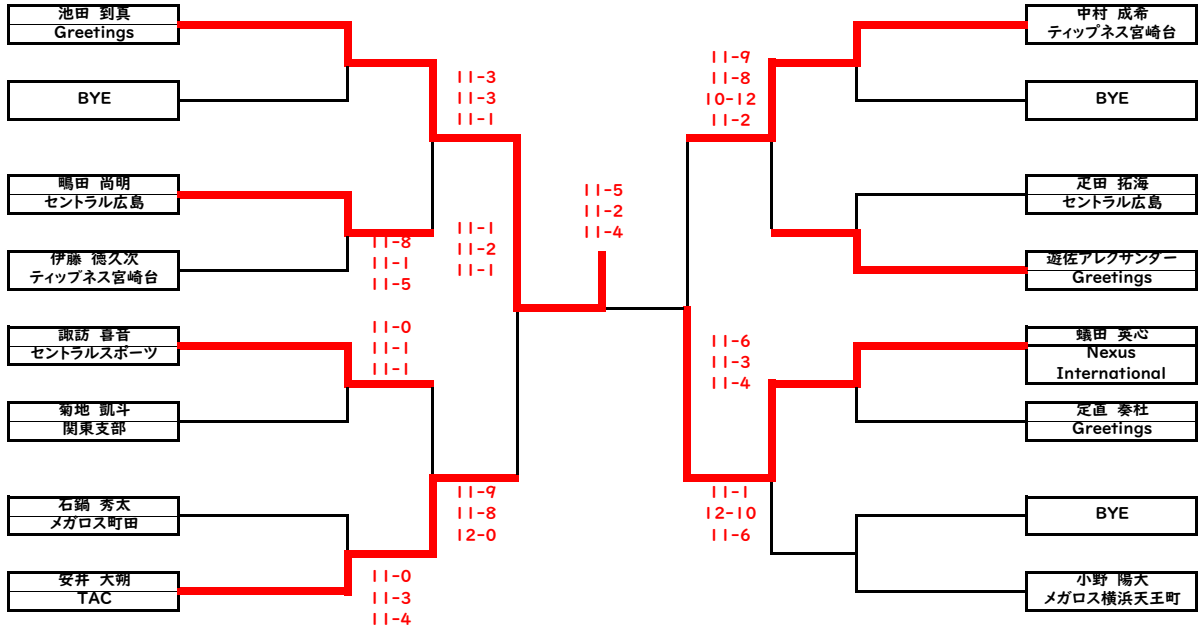 池田 到真
Greetings
BYE
鴫田 尚明
セントラル広島
伊藤 徳久次
ティップネス宮崎台
諏訪 喜音
セントラルスポーツ
菊地 凱斗
関東支部
石鍋 秀太
メガロス町田
安井 大朔
TAC
11-3
11-3
11-1
11-8
11-1
11-5
11-1
11-2
11-1
11-0
11-1
11-1
11-9
11-8
12-0
11-0
11-3
11-4
11-5
11-2
11-4
11-9
11-8
10-12
11-2
11-6
11-3
11-4
11-1
12-10
11-6
中村 成希
ティップネス宮崎台
BYE
疋田 拓海
セントラル広島
遊佐アレクサンダー
Greetings
蟻田 英心
Nexus
International
定直 奏杜
Greetings
BYE
小野 陽大
メガロス横浜天王町